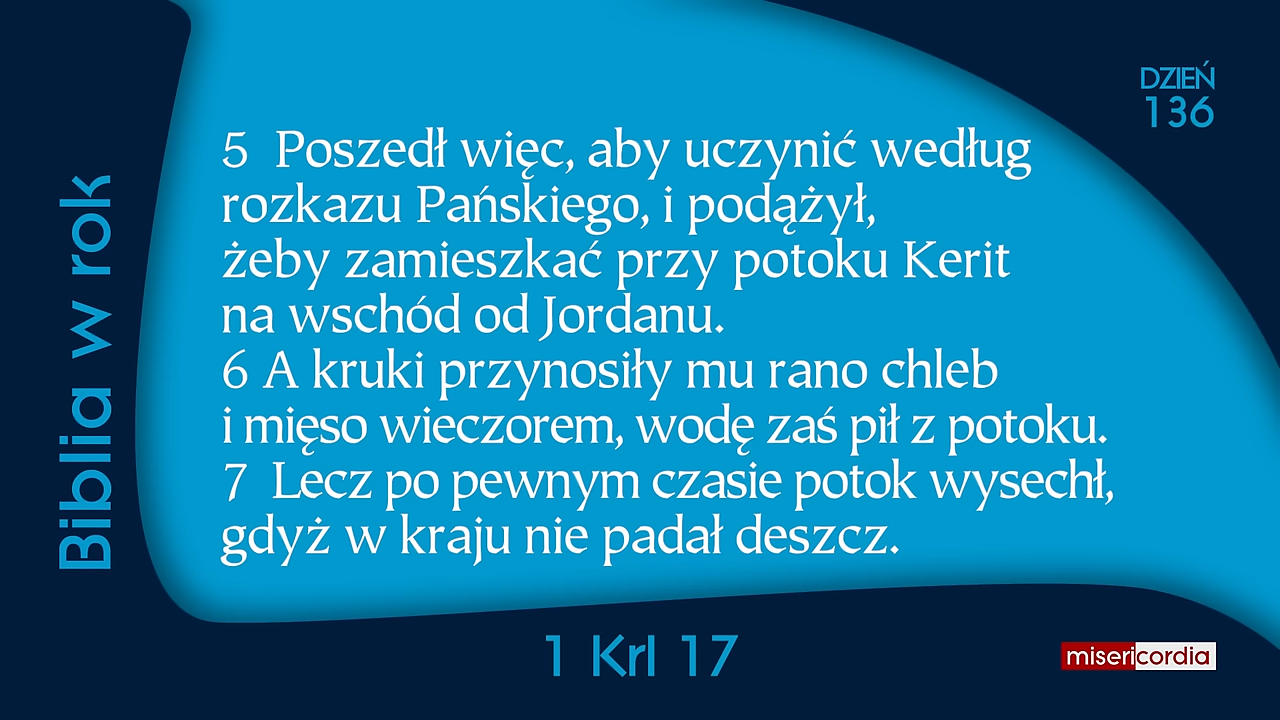 DZIEŃ
136
Biblia w rok
5 Poszedł więc, aby uczynić według
rozkazu Pańskiego, i podążył,
żeby zamieszkać przy potoku Kerit
na wschód od Jordanu.
6 A kruki przynosiły mu rano chleb
i mięso wieczorem, wodę zaś pił z potoku.
7 Lecz po pewnym czasie potok wysechł,
gdyż w kraju nie padał deszcz.
1 Krl 17
misericordia